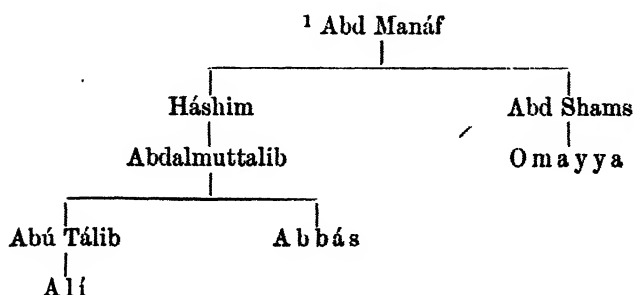 ¹ Abd Manáf
Háshim Abd Shams
Abdalmuttalib Omayya
Abú Tálib Abbás
Alí